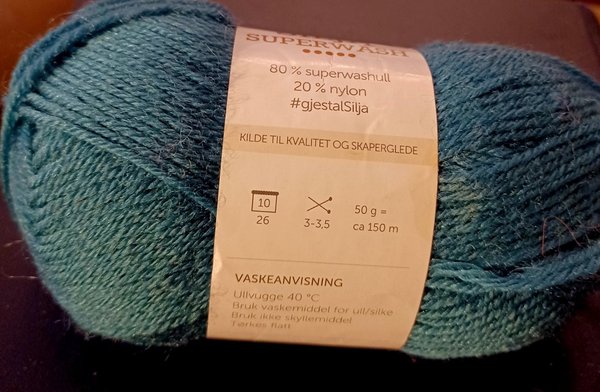 SUPERWASH
80 % superwashull
20 % nylon
#gjestalSilja
KILDE TIL KVALITET OG SKAPERGLEDE
10
26
3-3,5
50 g =
ca 150 m
VASKEANVISNING
Ullvugge 40 °C
Bruk vaskemiddel for ull/silke
Bruk ikke skyllemiddel
Tørkes flatt